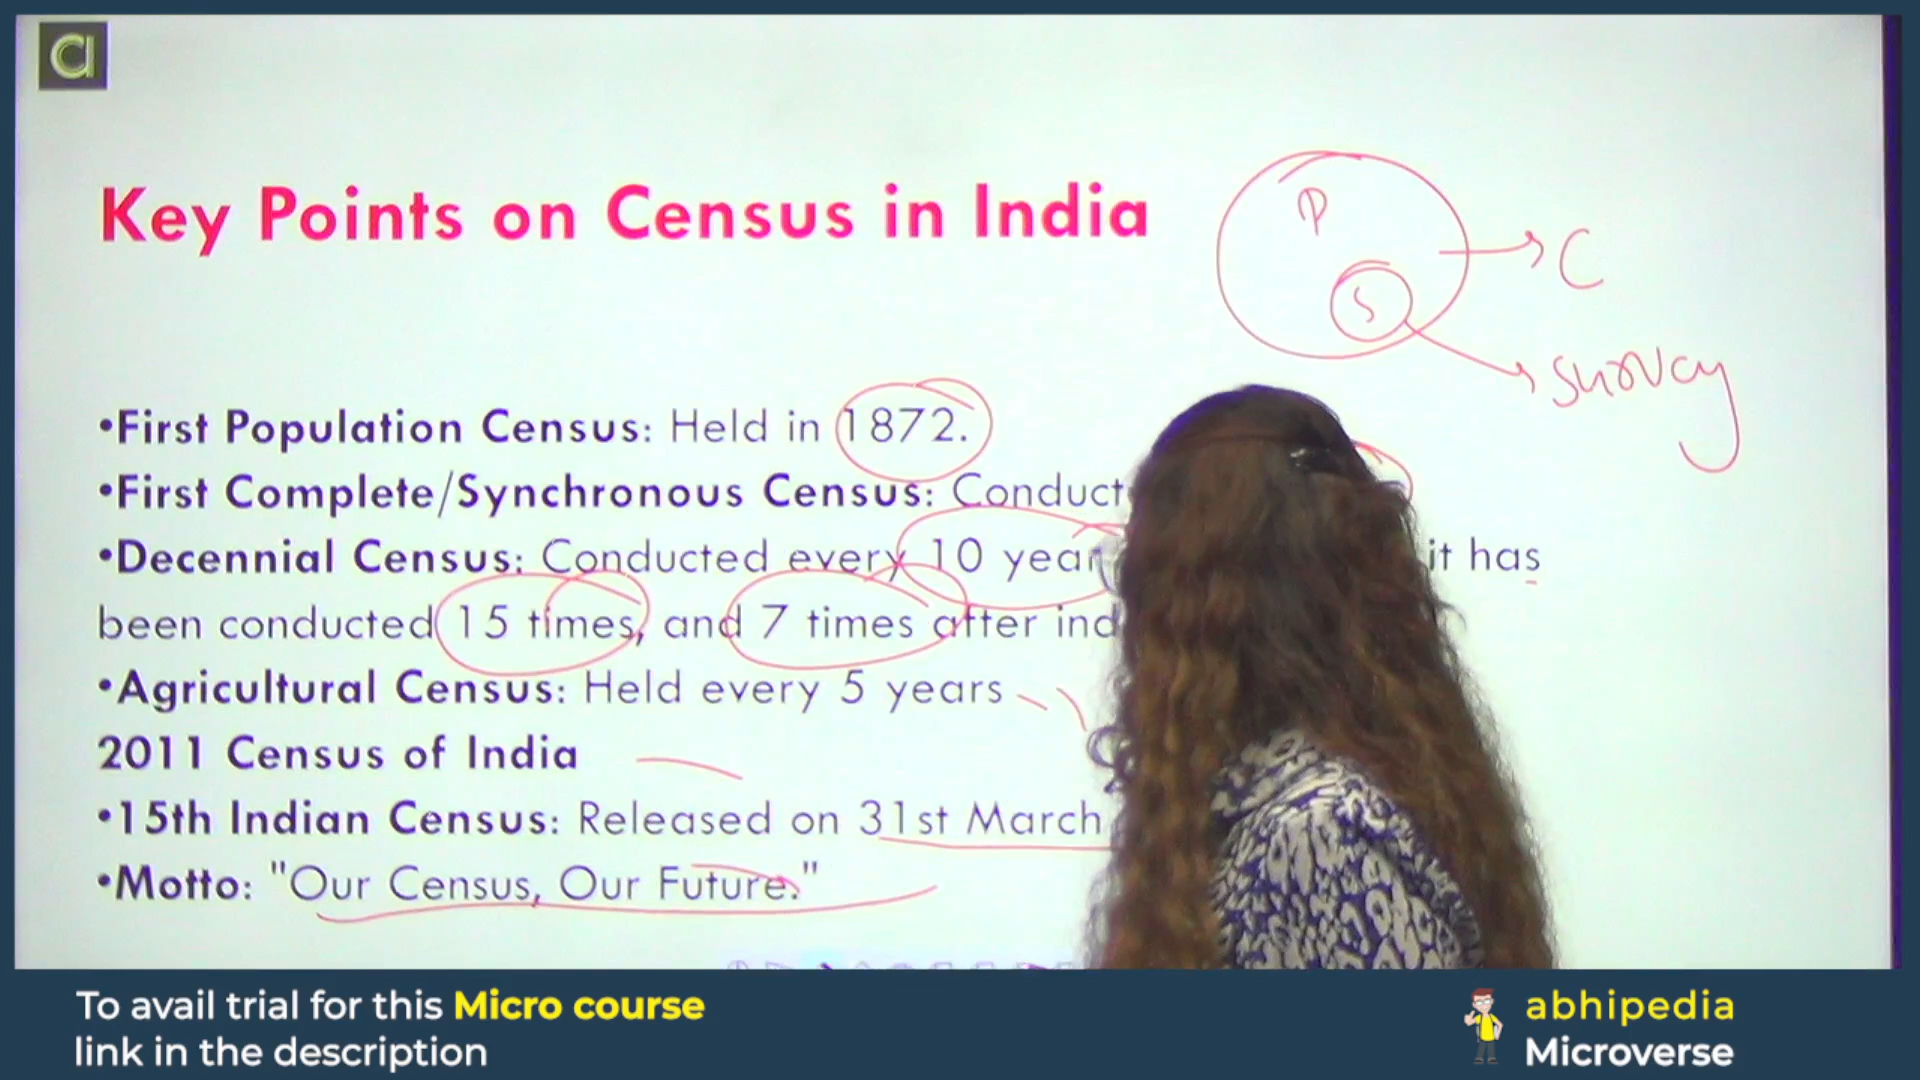 Key Points on Census in India
P
C
S
survey
•First Population Census: Held in 1872.
•First Complete/Synchronous Census:
•Decennial Census: Conducted every 10 it has
been conducted 15 times, and 7 times after
•Agricultural Census: Held every 5 years
2011 Census of India
•15th Indian Census: Released on 31st March
•Motto: "Our Census, Our Future."
To avail trial for this Micro course
link in the description
abhipedia
Microverse